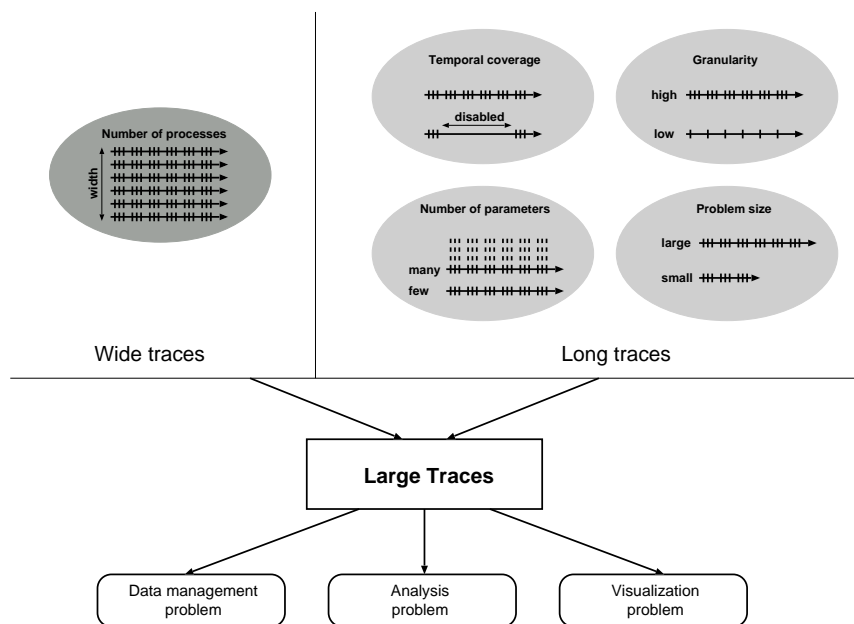 Number of processes
width
Wide traces
Temporal coverage
disabled
Granularity
high
low
Number of parameters
many
few
Problem size
large
small
Long traces
Large Traces
Data management
problem
Analysis
problem
Visualization
problem